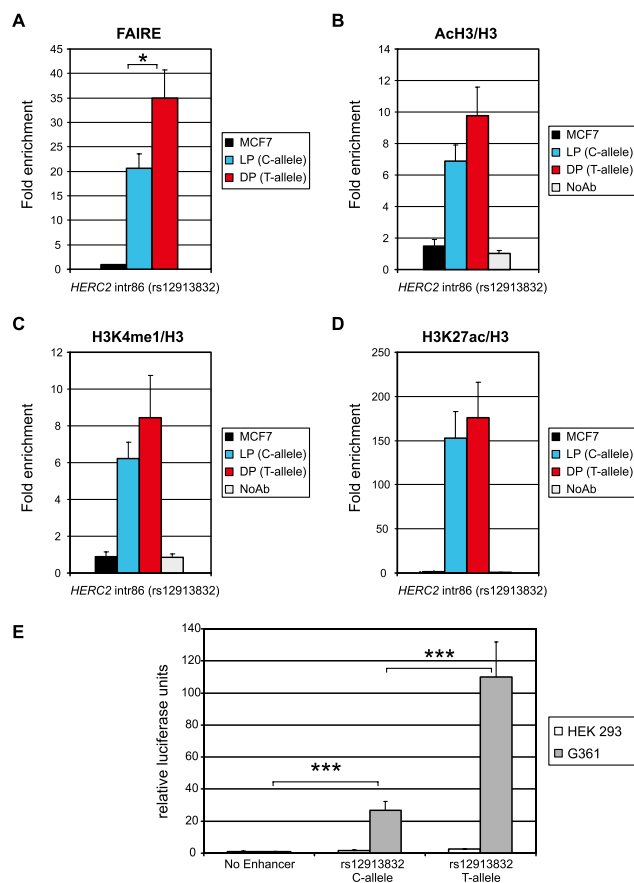 A
FAIRE
Fold enrichment
45
40
35
30
25
20
15
10
5
0
*
HERC2 intr86 (rs12913832)
MCF7
LP (C-allele)
DP (T-allele)
B
AcH3/H3
Fold enrichment
14
12
10
8
6
4
2
0
HERC2 intr86 (rs12913832)
MCF7
LP (C-allele)
DP (T-allele)
NoAb
C
H3K4me1/H3
Fold enrichment
12
10
8
6
4
2
0
HERC2 intr86 (rs12913832)
MCF7
LP (C-allele)
DP (T-allele)
NoAb
D
H3K27ac/H3
Fold enrichment
250
200
150
100
50
0
HERC2 intr86 (rs12913832)
MCF7
LP (C-allele)
DP (T-allele)
NoAb
E
relative luciferase units
140
120
100
80
60
40
20
0
***
***
No Enhancer
rs12913832
C-allele
rs12913832
T-allele
HEK 293
G361